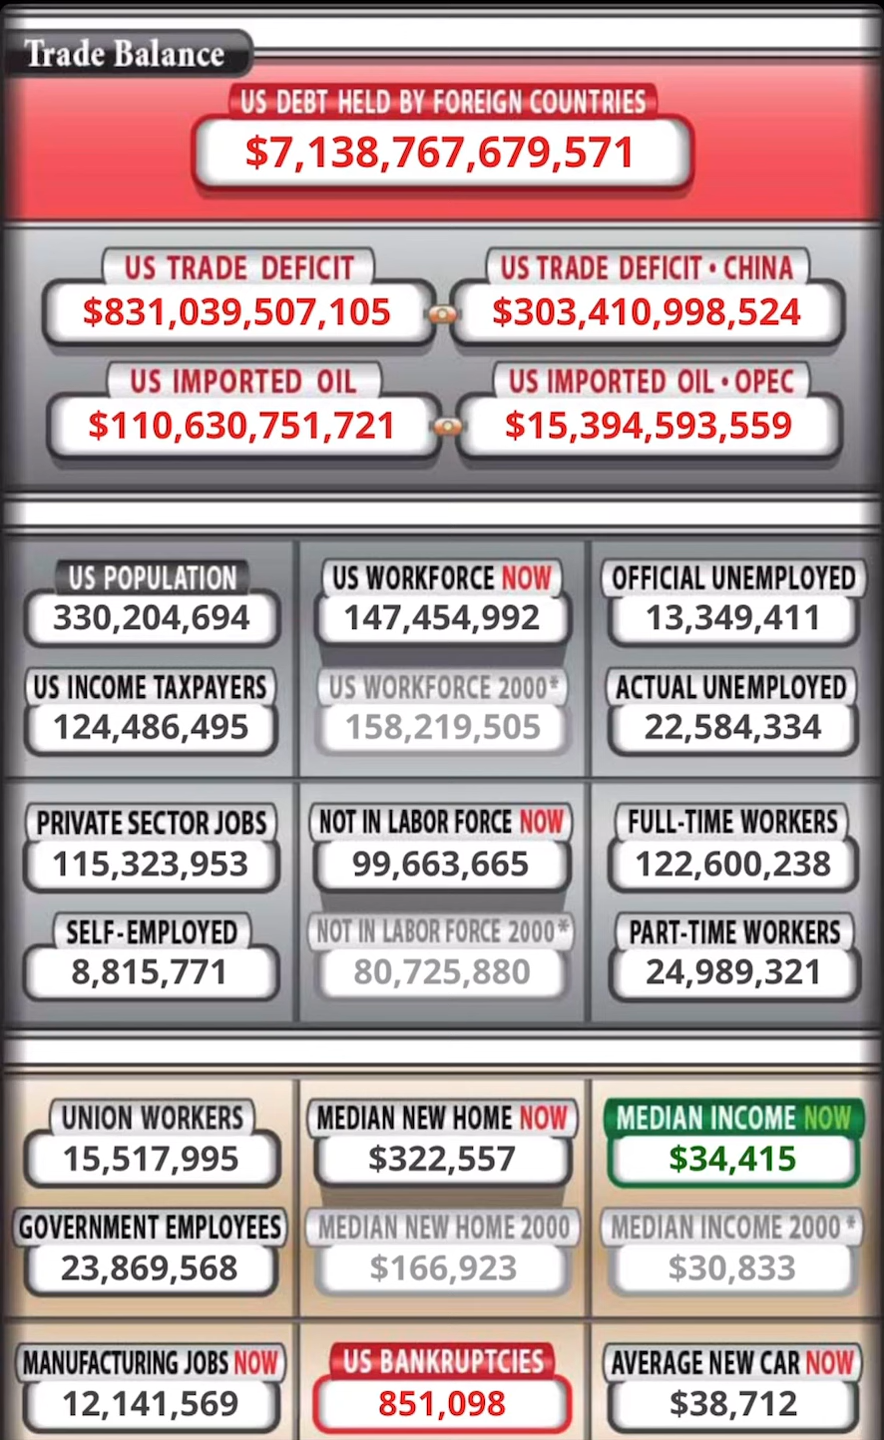 Trade Balance
US DEBT HELD BY FOREIGN COUNTRIES
$7,138,767,679,571
US TRADE DEFICIT
$831,039,507,105
US TRADE DEFICIT • CHINA
$303,410,998,524
US IMPORTED OIL
$110,630,751,721
US IMPORTED OIL • OPEC
$15,394,593,559
US POPULATION
330,204,694
US WORKFORCE NOW
147,454,992
OFFICIAL UNEMPLOYED
13,349,411
US INCOME TAXPAYERS
124,486,495
US WORKFORCE 2000*
158,219,505
ACTUAL UNEMPLOYED
22,584,334
PRIVATE SECTOR JOBS
115,323,953
NOT IN LABOR FORCE NOW
99,663,665
FULL-TIME WORKERS
122,600,238
SELF-EMPLOYED
8,815,771
NOT IN LABOR FORCE 2000*
80,725,880
PART-TIME WORKERS
24,989,321
UNION WORKERS
15,517,995
MEDIAN NEW HOME NOW
$322,557
MEDIAN INCOME NOW
$34,415
GOVERNMENT EMPLOYEES
23,869,568
MEDIAN NEW HOME 2000
$166,923
MEDIAN INCOME 2000*
$30,833
MANUFACTURING JOBS NOW
12,141,569
US BANKRUPTCIES
851,098
AVERAGE NEW CAR NOW
$38,712